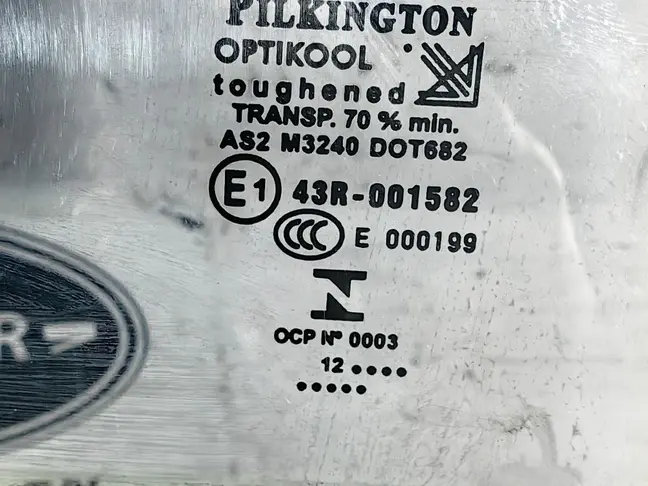 PILKINGTON
OPTIKOOL
toughened
TRANSP. 70 % min.
AS2 M3240 DOT682
E1 43R-001582
CCC E 000199
OCP Nº 0003
12 ••••
•••••
R